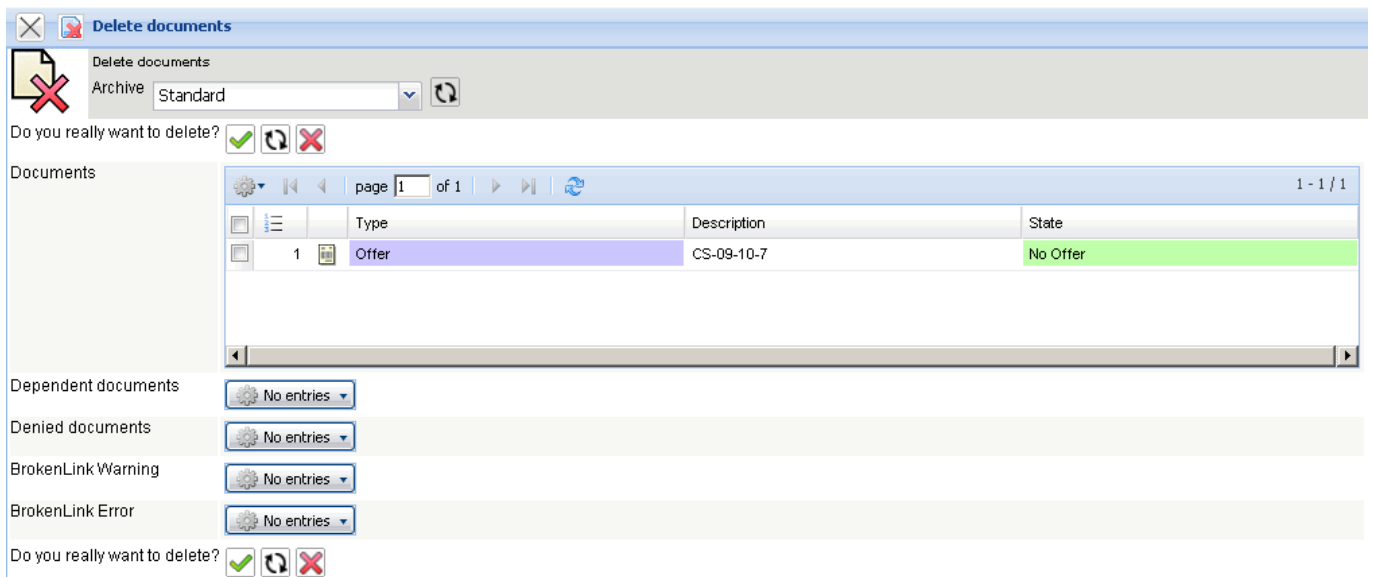 Delete documents
Delete documents
Archive Standard
Do you really want to delete?
Documents
page 1 of 1 1 - 1 / 1
Type Description State
1 Offer CS-09-10-7 No Offer
Dependent documents No entries
Denied documents No entries
BrokenLink Warning No entries
BrokenLink Error No entries
Do you really want to delete?